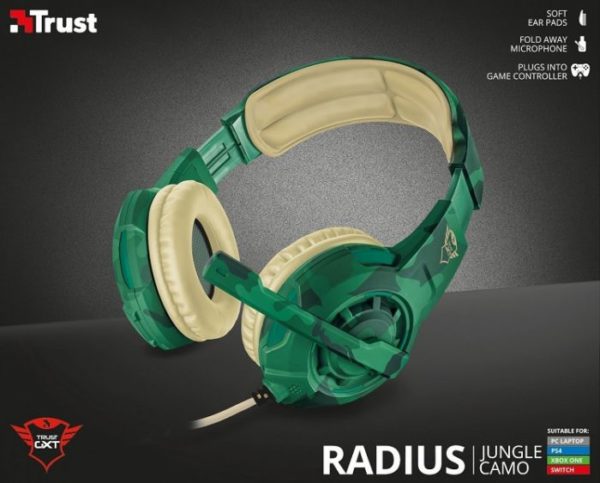 Trust
SOFT
EAR PADS
FOLD AWAY
MICROPHONE
PLUGS INTO
GAME CONTROLLER
TRUST
GXT
RADIUS
JUNGLE
CAMO
SUITABLE FOR:
PC LAPTOP
PS4
XBOX ONE
SWITCH